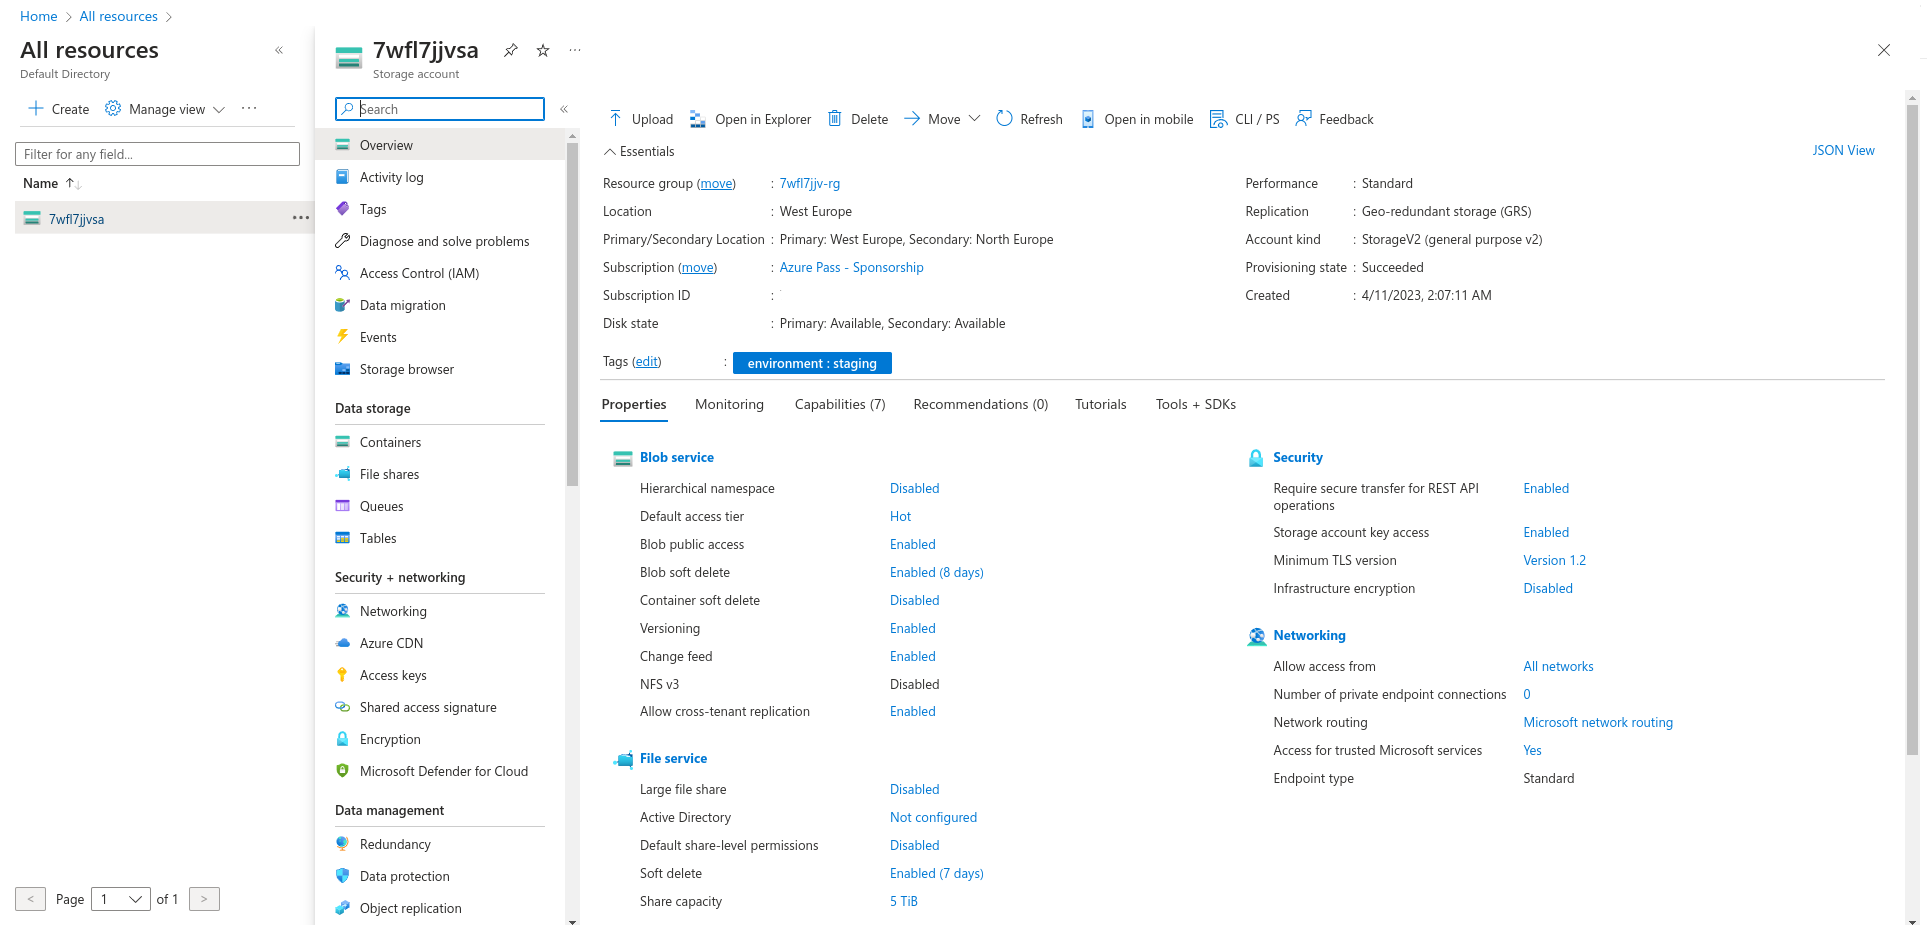 Home > All resources >
All resources
Default Directory
Create
Manage view
Filter for any field...
Name
7wfl7jjvsa
< Page 1 of 1 >
7wfl7jjvsa
Storage account
Search
Overview
Activity log
Tags
Diagnose and solve problems
Access Control (IAM)
Data migration
Events
Storage browser
Data storage
Containers
File shares
Queues
Tables
Security + networking
Networking
Azure CDN
Access keys
Shared access signature
Encryption
Microsoft Defender for Cloud
Data management
Redundancy
Data protection
Object replication
Upload Open in Explorer Delete Move Refresh Open in mobile CLI / PS Feedback
Essentials
JSON View
Resource group (move) : 7wfl7jjv-rg
Location : West Europe
Primary/Secondary Location : Primary: West Europe, Secondary: North Europe
Subscription (move) : Azure Pass - Sponsorship
Subscription ID :
Disk state : Primary: Available, Secondary: Available
Performance : Standard
Replication : Geo-redundant storage (GRS)
Account kind : StorageV2 (general purpose v2)
Provisioning state : Succeeded
Created : 4/11/2023, 2:07:11 AM
Tags (edit) : environment : staging
Properties Monitoring Capabilities (7) Recommendations (0) Tutorials Tools + SDKs
Blob service
Hierarchical namespace Disabled
Default access tier Hot
Blob public access Enabled
Blob soft delete Enabled (8 days)
Container soft delete Disabled
Versioning Enabled
Change feed Enabled
NFS v3 Disabled
Allow cross-tenant replication Enabled
File service
Large file share Disabled
Active Directory Not configured
Default share-level permissions Disabled
Soft delete Enabled (7 days)
Share capacity 5 TiB
Security
Require secure transfer for REST API Enabled
operations
Storage account key access Enabled
Minimum TLS version Version 1.2
Infrastructure encryption Disabled
Networking
Allow access from All networks
Number of private endpoint connections 0
Network routing Microsoft network routing
Access for trusted Microsoft services Yes
Endpoint type Standard